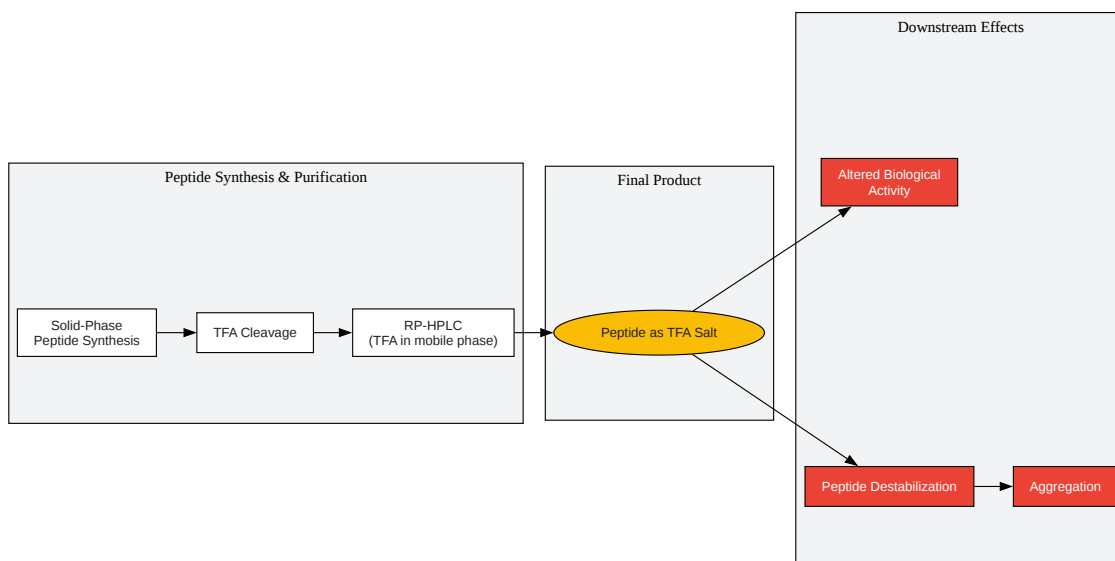 Downstream Effects
Peptide Synthesis & Purification
Final Product
Altered Biological
Activity
Solid-Phase
Peptide Synthesis
TFA Cleavage
RP-HPLC
(TFA in mobile phase)
Peptide as TFA Salt
Peptide Destabilization
Aggregation